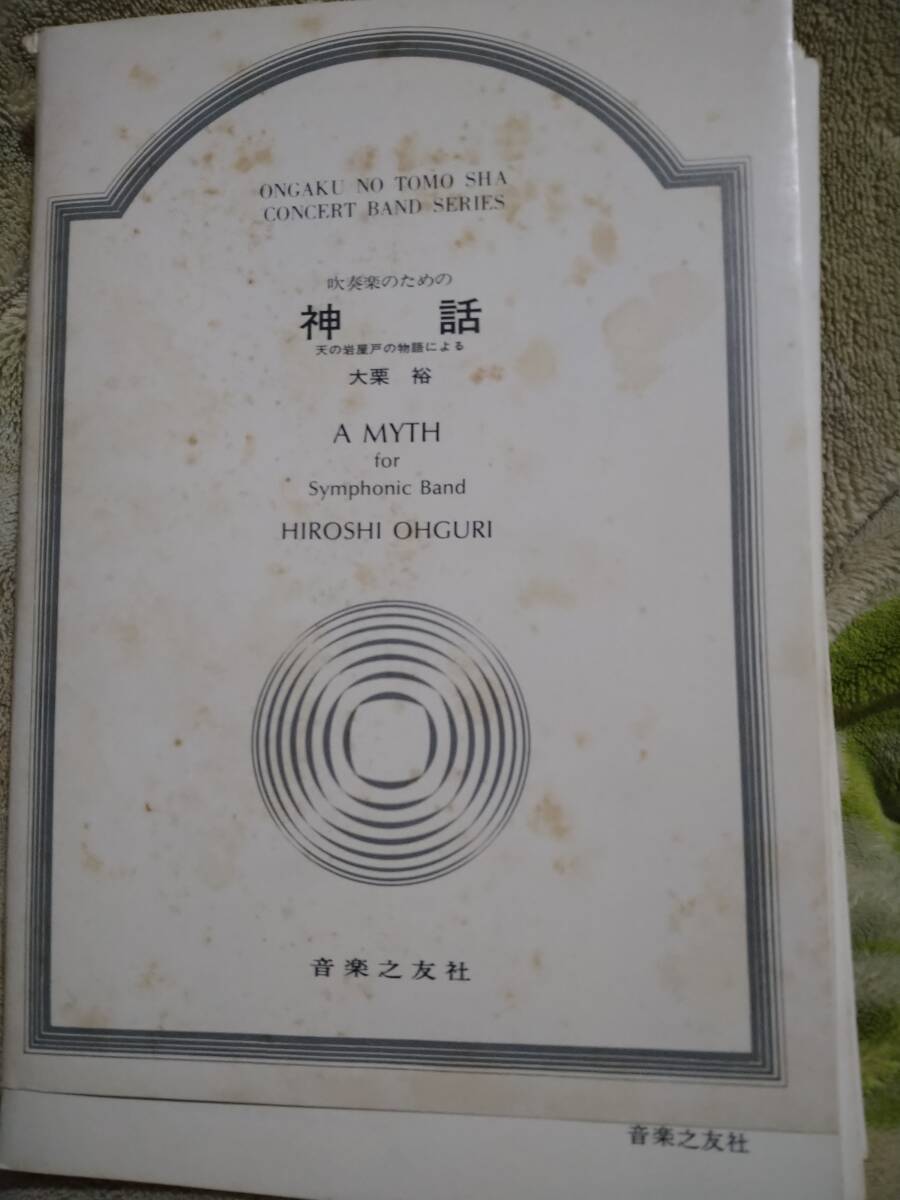 ONGAKU NO TOMO SHA
CONCERT BAND SERIES
吹奏楽のための
神 話
天の岩屋戸の物語による
大栗 裕
A MYTH
for
Symphonic Band
HIROSHI OHGURI
音楽之友社
音楽之友社